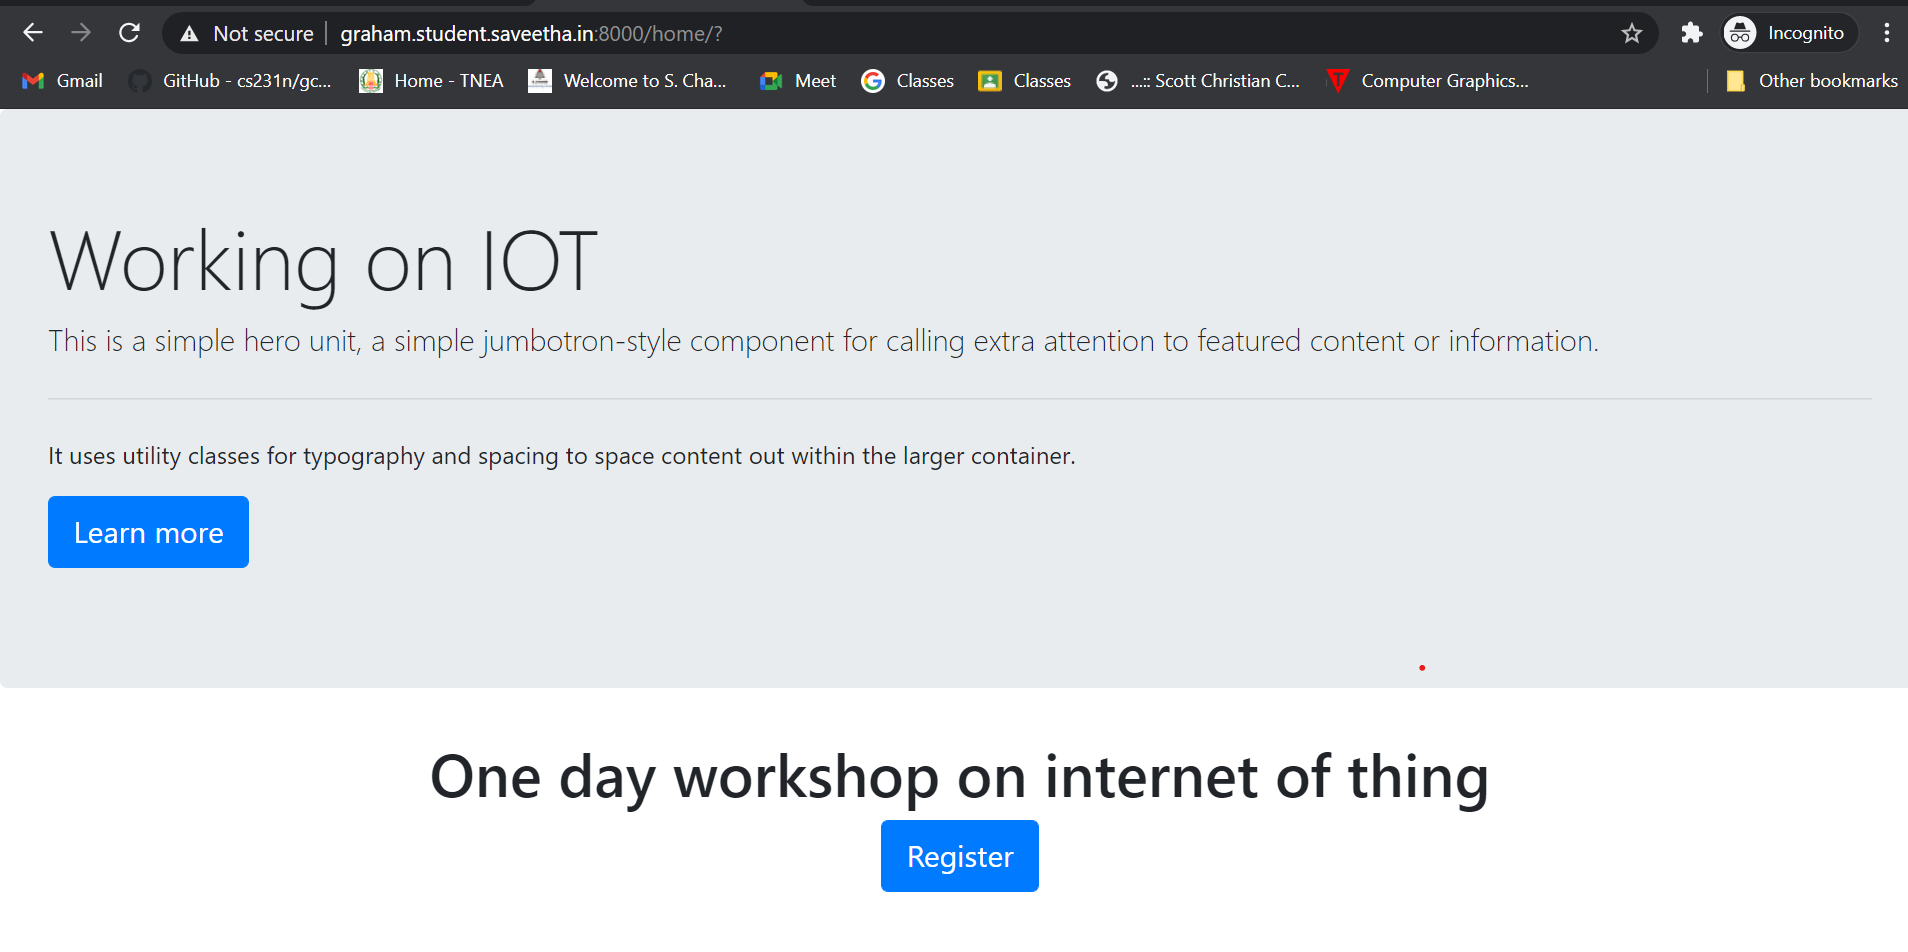 Not secure graham.student.saveetha.in:8000/home/? Incognito
Gmail GitHub - cs231n/gc... Home - TNEA Welcome to S. Cha... Meet Classes Classes ...:: Scott Christian C... Computer Graphics... Other bookmarks
Working on IOT
This is a simple hero unit, a simple jumbotron-style component for calling extra attention to featured content or information.
It uses utility classes for typography and spacing to space content out within the larger container.
Learn more
One day workshop on internet of thing
Register